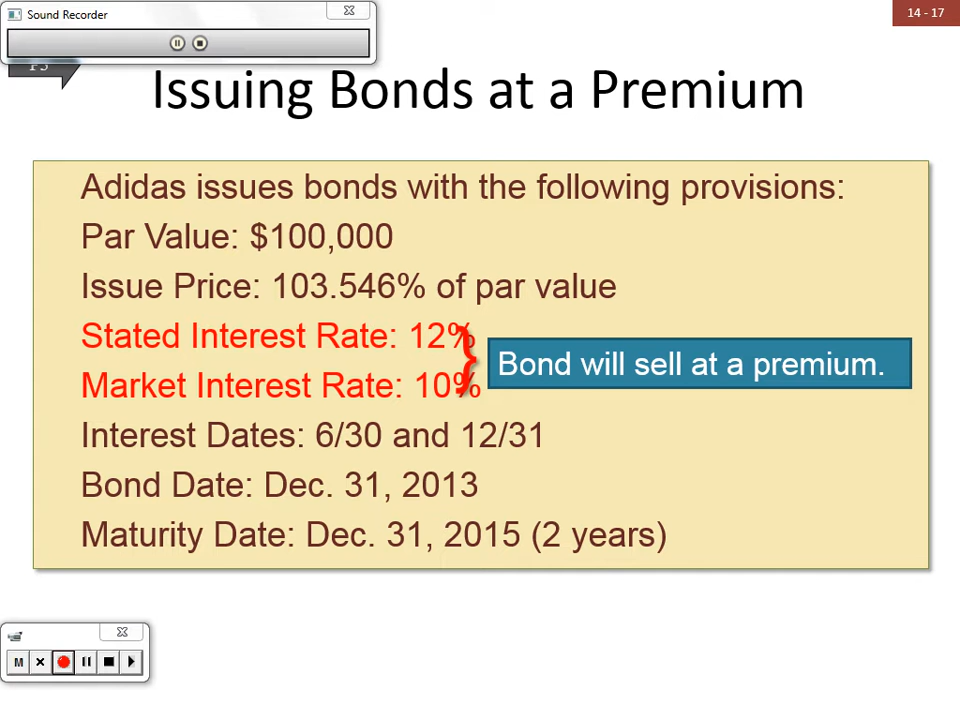 Sound Recorder
14 - 17
P3
Issuing Bonds at a Premium
Adidas issues bonds with the following provisions:
Par Value: $100,000
Issue Price: 103.546% of par value
Stated Interest Rate: 12%
Bond will sell at a premium.
Market Interest Rate: 10%
Interest Dates: 6/30 and 12/31
Bond Date: Dec. 31, 2013
Maturity Date: Dec. 31, 2015 (2 years)
M